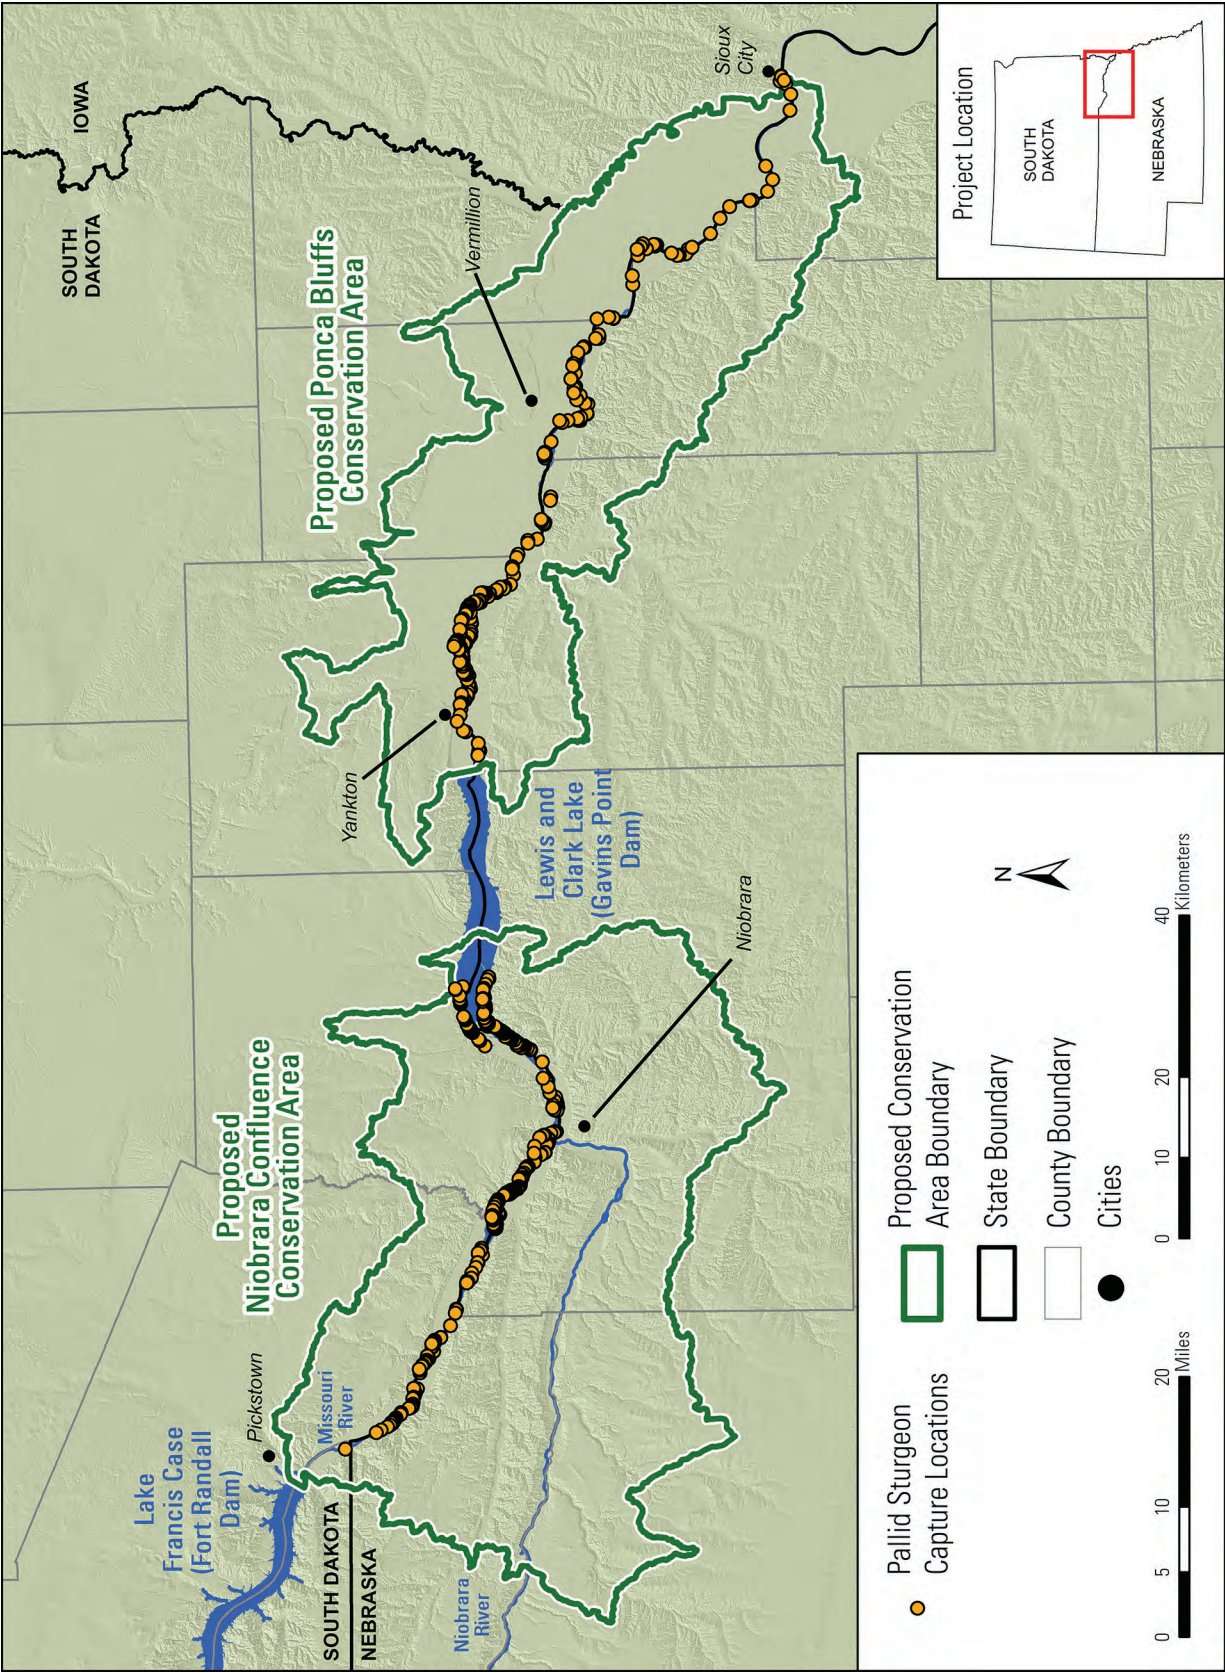 Lake
Francis Case
(Fort Randall
Dam)
Pickstown
Missouri
River
SOUTH DAKOTA
NEBRASKA
Niobrara
River
Proposed
Niobrara Confluence
Conservation Area
Niobrara
Yankton
Lewis and
Clark Lake
(Gavins Point
Dam)
Proposed Ponca Bluffs
Conservation Area
Vermillion
SOUTH
DAKOTA
IOWA
Sioux
City
Pallid Sturgeon
Capture Locations
Proposed Conservation
Area Boundary
State Boundary
County Boundary
Cities
N
0 5 10 20
Miles
0 10 20 40
Kilometers
Project Location
SOUTH
DAKOTA
NEBRASKA